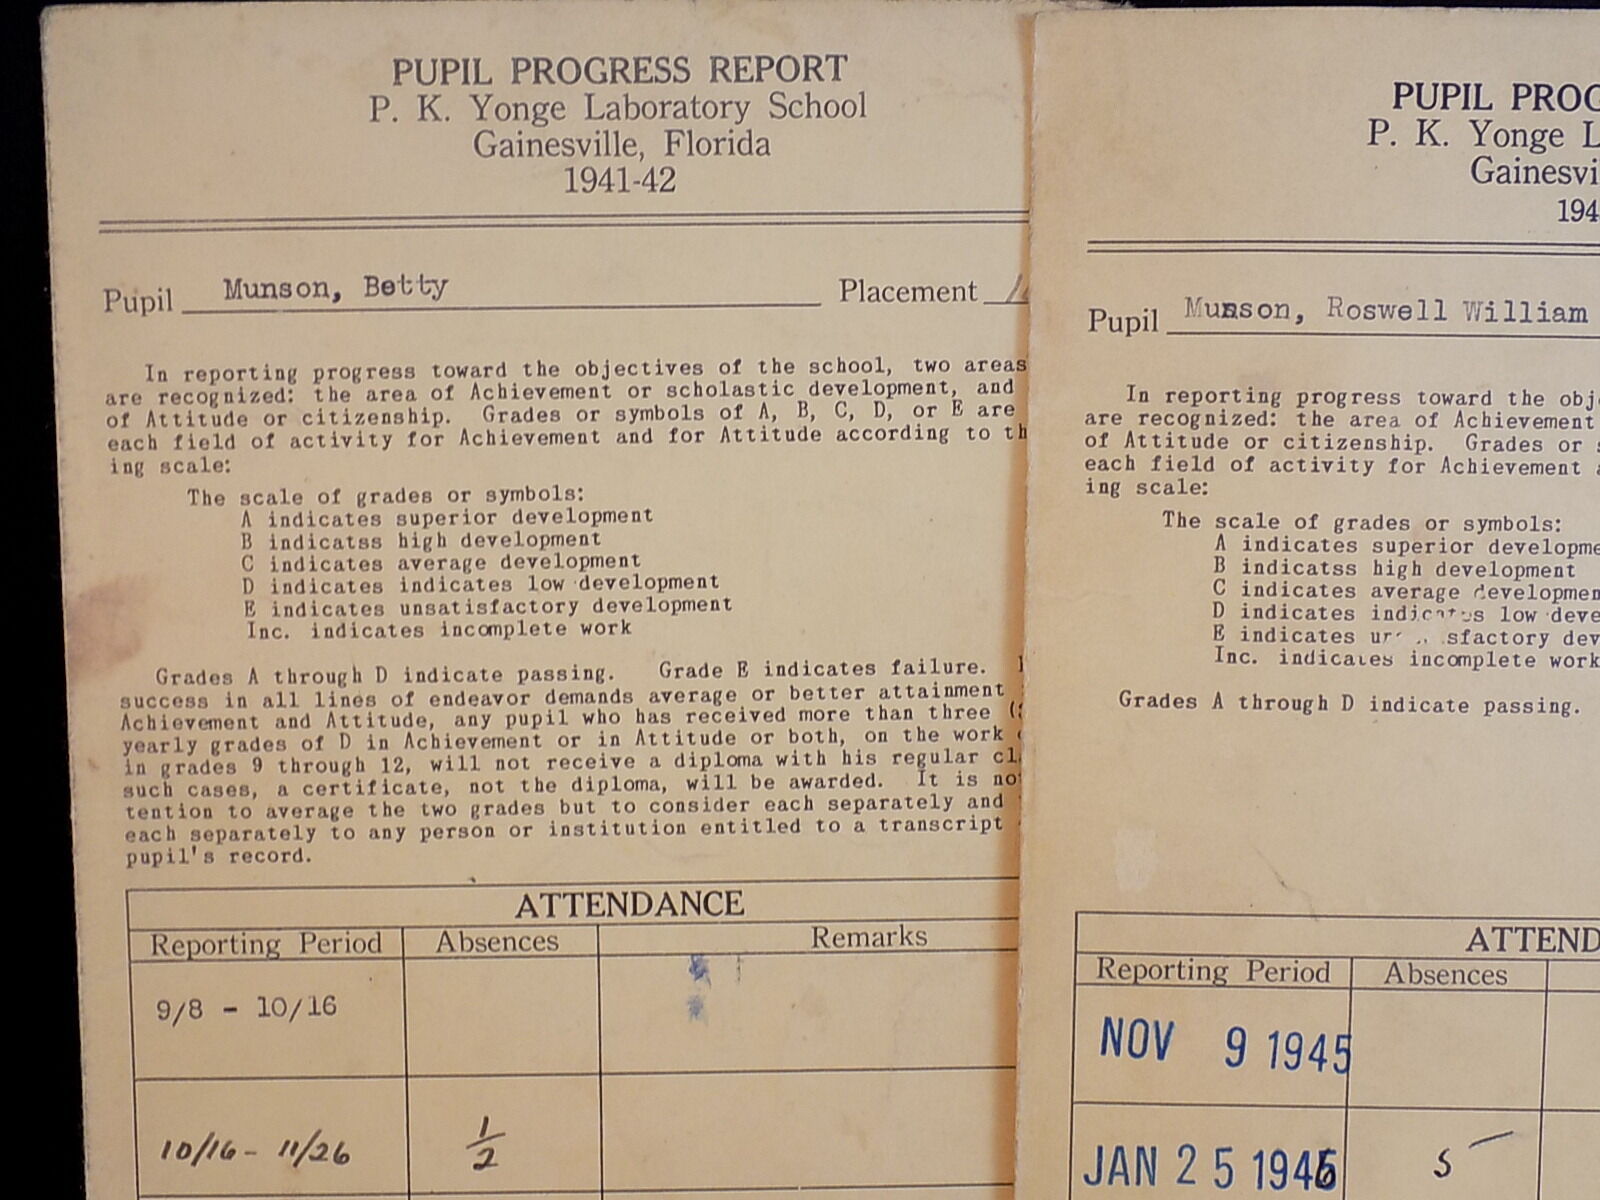 PUPIL PROGRESS REPORT
P. K. Yonge Laboratory School
Gainesville, Florida
1941-42
Pupil Munson, Betty Placement
In reporting progress toward the objectives of the school, two areas
are recognized: the area of Achievement or scholastic development, and
of Attitude or citizenship. Grades or symbols of A, B, C, D, or E are
each field of activity for Achievement and for Attitude according to th
ing scale:
The scale of grades or symbols:
A indicates superior development
B indicatss high development
C indicates average development
D indicates indicates low development
E indicates unsatisfactory development
Inc. indicates incomplete work
Grades A through D indicate passing. Grade E indicates failure.
success in all lines of endeavor demands average or better attainment
Achievement and Attitude, any pupil who has received more than three
yearly grades of D in Achievement or in Attitude or both, on the work
in grades 9 through 12, will not receive a diploma with his regular cl
such cases, a certificate, not the diploma, will be awarded. It is no
tention to average the two grades but to consider each separately and
each separately to any person or institution entitled to a transcript
pupil's record.
ATTENDANCE
Reporting Period Absences Remarks
9/8 - 10/16
10/16 - 11/26 1/2
PUPIL PROG
P. K. Yonge L
Gainesvi
194
Pupil Munson, Roswell William
In reporting progress toward the obj
are recognized: the area of Achievement
of Attitude or citizenship. Grades or
each field of activity for Achievement
ing scale:
The scale of grades or symbols:
A indicates superior developme
B indicatss high development
C indicates average developmen
D indicates indicates low deve
E indicates sfactory dev
Inc. indicates incomplete work
Grades A through D indicate passing.
ATTEND
Reporting Period Absences
NOV 9 1945
JAN 25 1946 5